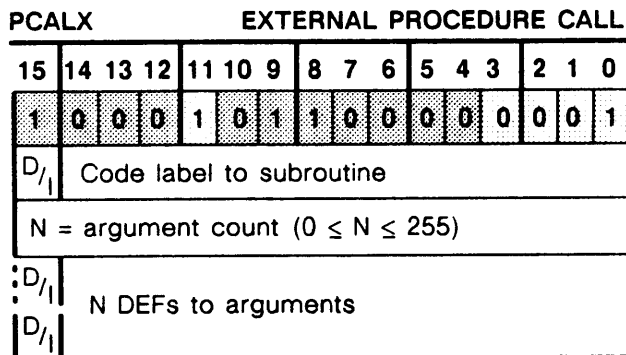 PCALX EXTERNAL PROCEDURE CALL
15 14 13 12 11 10 9 8 7 6 5 4 3 2 1 0
1 0 0 0 1 0 1 1 0 0 0 0 0 0 0 1
D/I Code label to subroutine
N = argument count (0 ≤ N ≤ 255)
D/I
N DEFs to arguments
D/I